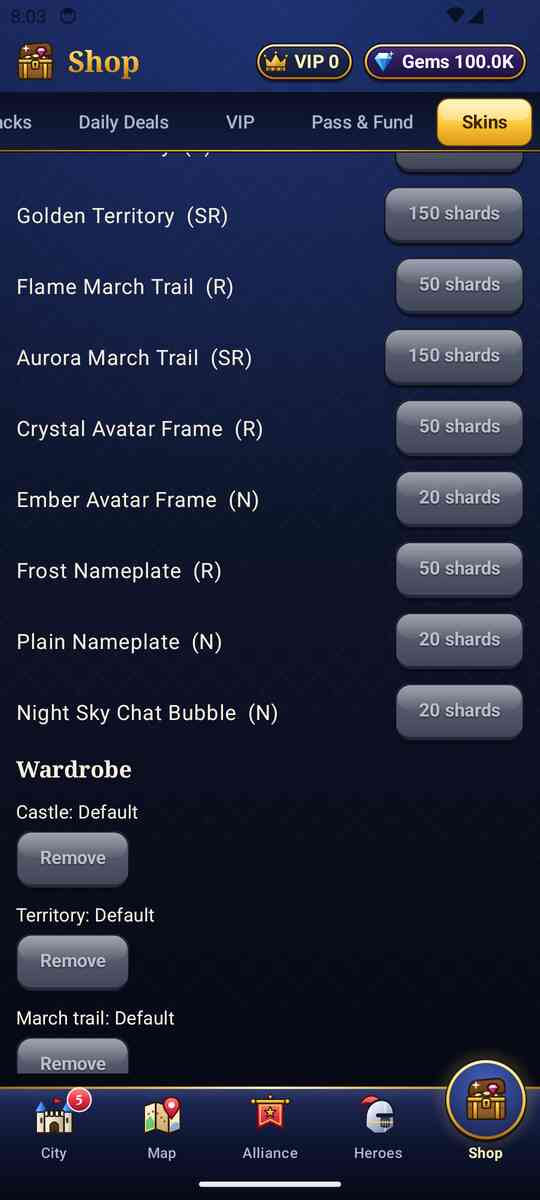 8:03
Shop
VIP 0
Gems 100.0K
acks
Daily Deals
VIP
Pass & Fund
Skins
Golden Territory (SR)
150 shards
Flame March Trail (R)
50 shards
Aurora March Trail (SR)
150 shards
Crystal Avatar Frame (R)
50 shards
Ember Avatar Frame (N)
20 shards
Frost Nameplate (R)
50 shards
Plain Nameplate (N)
20 shards
Night Sky Chat Bubble (N)
20 shards
Wardrobe
Castle: Default
Remove
Territory: Default
Remove
March trail: Default
Remove
5
City
Map
Alliance
Heroes
Shop